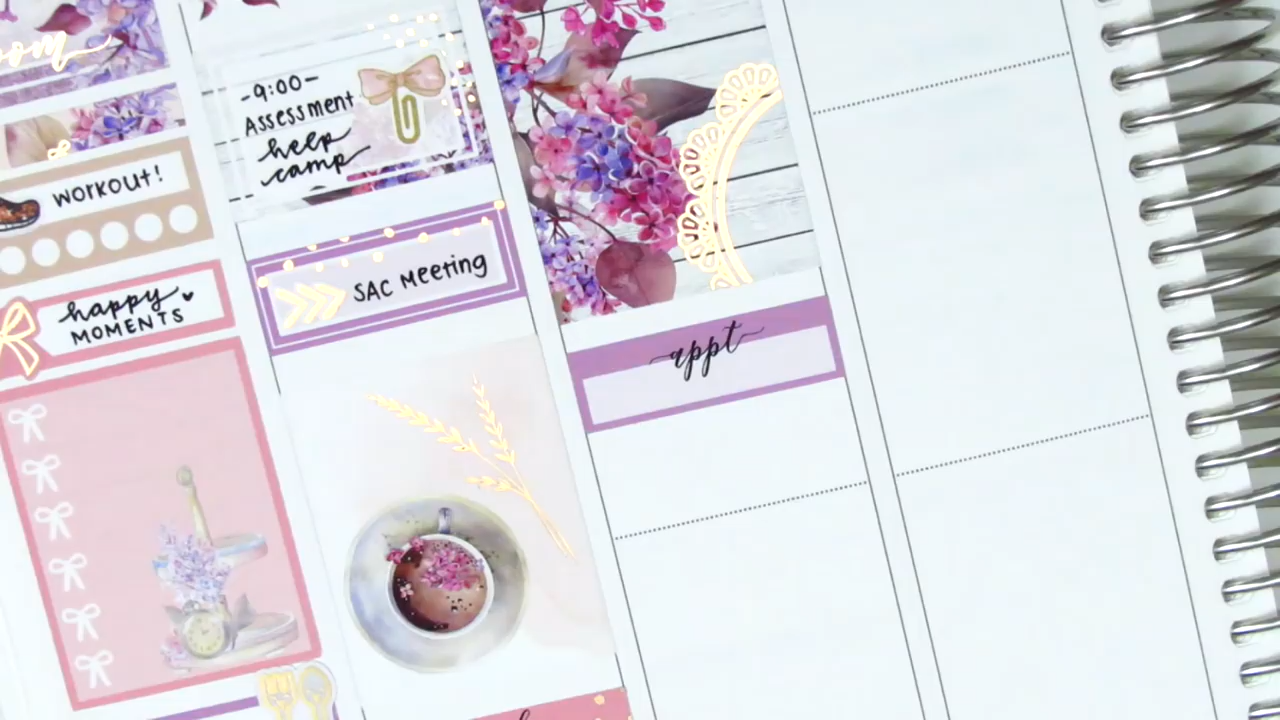 -9:00-
Assessment
help
camp
WORKOUT!
happy
MOMENTS
SAC Meeting
appt